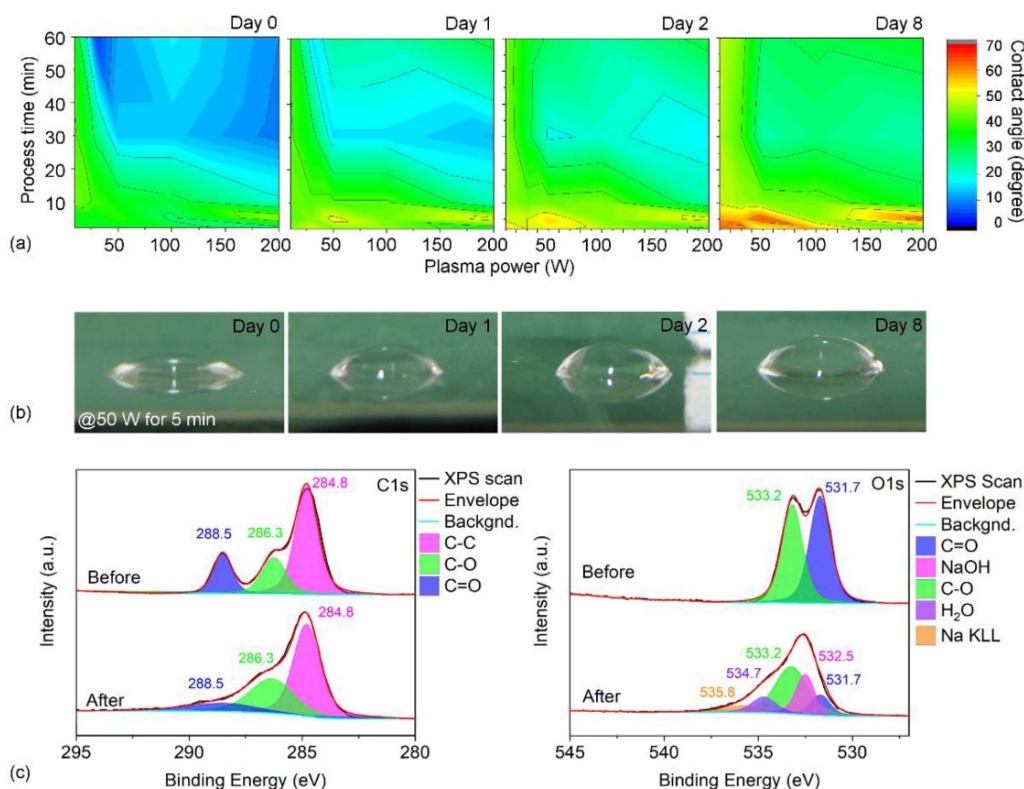 Day 0
Day 1
Day 2
Day 8
Process time (min)
60
50
40
30
20
10
50
100
150
200
50
100
150
200
50
100
150
200
50
100
150
200
Plasma power (W)
70
60
50
40
30
20
10
0
Contact angle
(degree)
(a)
Day 0
Day 1
Day 2
Day 8
@50 W for 5 min
(b)
C1s
284.8
286.3
288.5
Before
284.8
286.3
288.5
After
Intensity (a.u.)
295
290
285
280
Binding Energy (eV)
XPS Scan
Envelope
Backgnd.
C-C
C-O
C=O
O1s
533.2
531.7
Before
533.2
532.5
534.7
531.7
535.8
After
Intensity (a.u.)
545
540
535
530
Binding Energy (eV)
XPS Scan
Envelope
Backgnd.
C=O
NaOH
C-O
H₂O
Na KLL
(c)